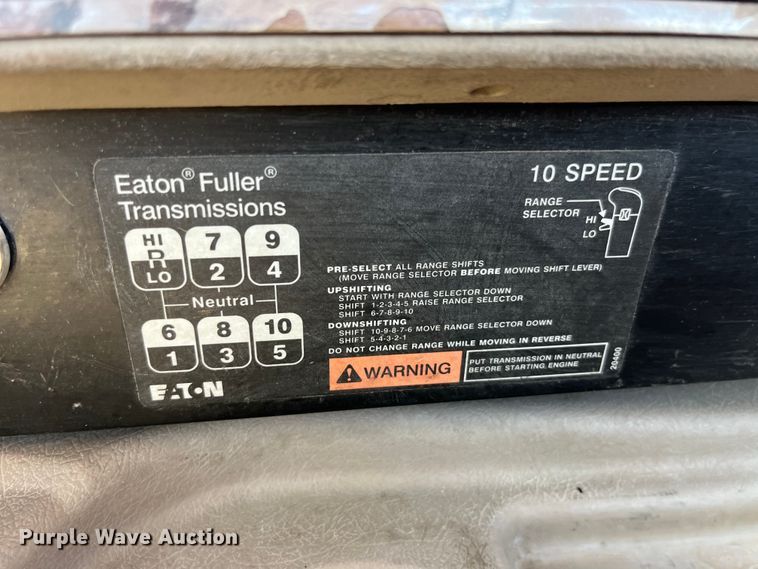 Eaton® Fuller®
Transmissions
10 SPEED
RANGE
SELECTOR
HI
LO
HI
R
LO
7
2
9
4
Neutral
6
1
8
3
10
5
EATON
PRE-SELECT ALL RANGE SHIFTS
(MOVE RANGE SELECTOR BEFORE MOVING SHIFT LEVER)
UPSHIFTING
START WITH RANGE SELECTOR DOWN
SHIFT 1-2-3-4-5 RAISE RANGE SELECTOR
SHIFT 6-7-8-9-10
DOWNSHIFTING
SHIFT 10-9-8-7-6 MOVE RANGE SELECTOR DOWN
SHIFT 5-4-3-2-1
DO NOT CHANGE RANGE WHILE MOVING IN REVERSE
WARNING
PUT TRANSMISSION IN NEUTRAL
BEFORE STARTING ENGINE
20400
Purple Wave Auction